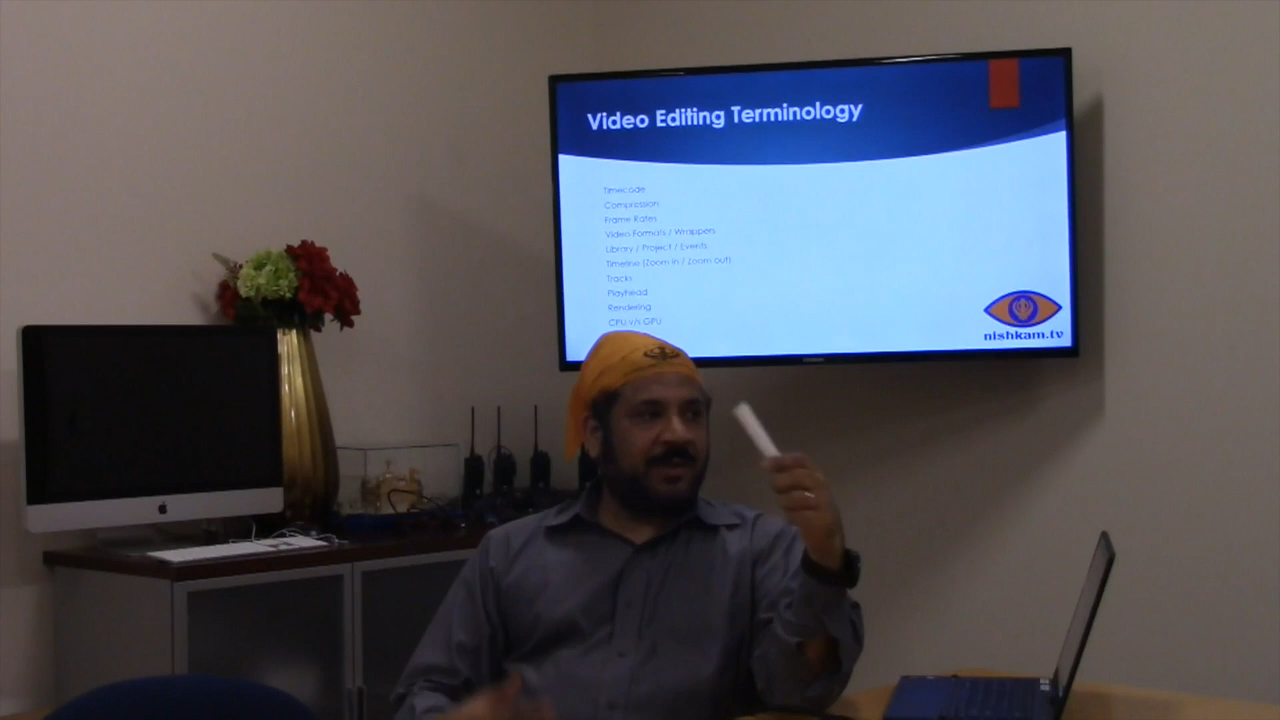 Video Editing Terminology
Timecode
Compression
Frame Rates
Video Formats / Wrappers
Library / Project / Events
Timeline (Zoom in / Zoom out)
Tracks
Playhead
Rendering
CPU v/s GPU
nishkam.tv